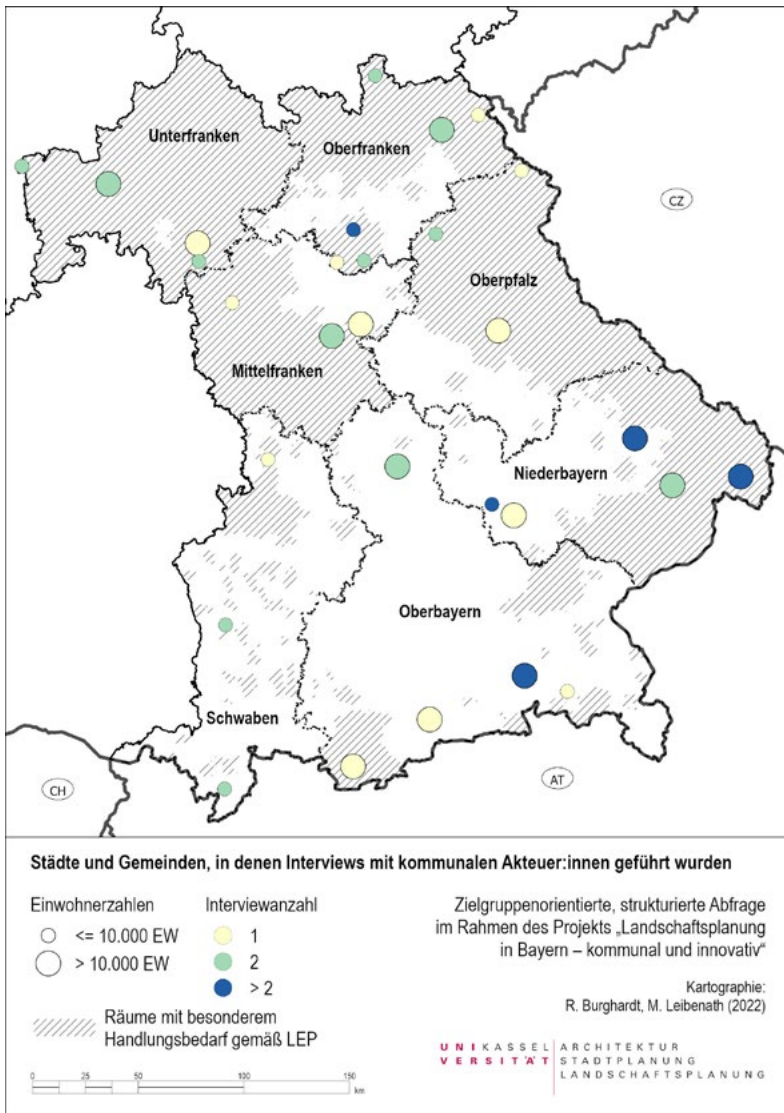 Unterfranken
Oberfranken
CZ
Oberpfalz
Mittelfranken
Niederbayern
Oberbayern
Schwaben
CH
AT
Städte und Gemeinden, in denen Interviews mit kommunalen Akteuer:innen geführt wurden
Einwohnerzahlen
<= 10.000 EW
> 10.000 EW
Interviewanzahl
1
2
> 2
Räume mit besonderem
Handlungsbedarf gemäß LEP
0 25 50 100 150
km
Zielgruppenorientierte, strukturierte Abfrage
im Rahmen des Projekts „Landschaftsplanung
in Bayern – kommunal und innovativ“
Kartographie:
R. Burghardt, M. Leibenath (2022)
UNIKASSEL ARCHITEKTUR
VERSITÄT STADTPLANUNG
LANDSCHAFTSPLANUNG